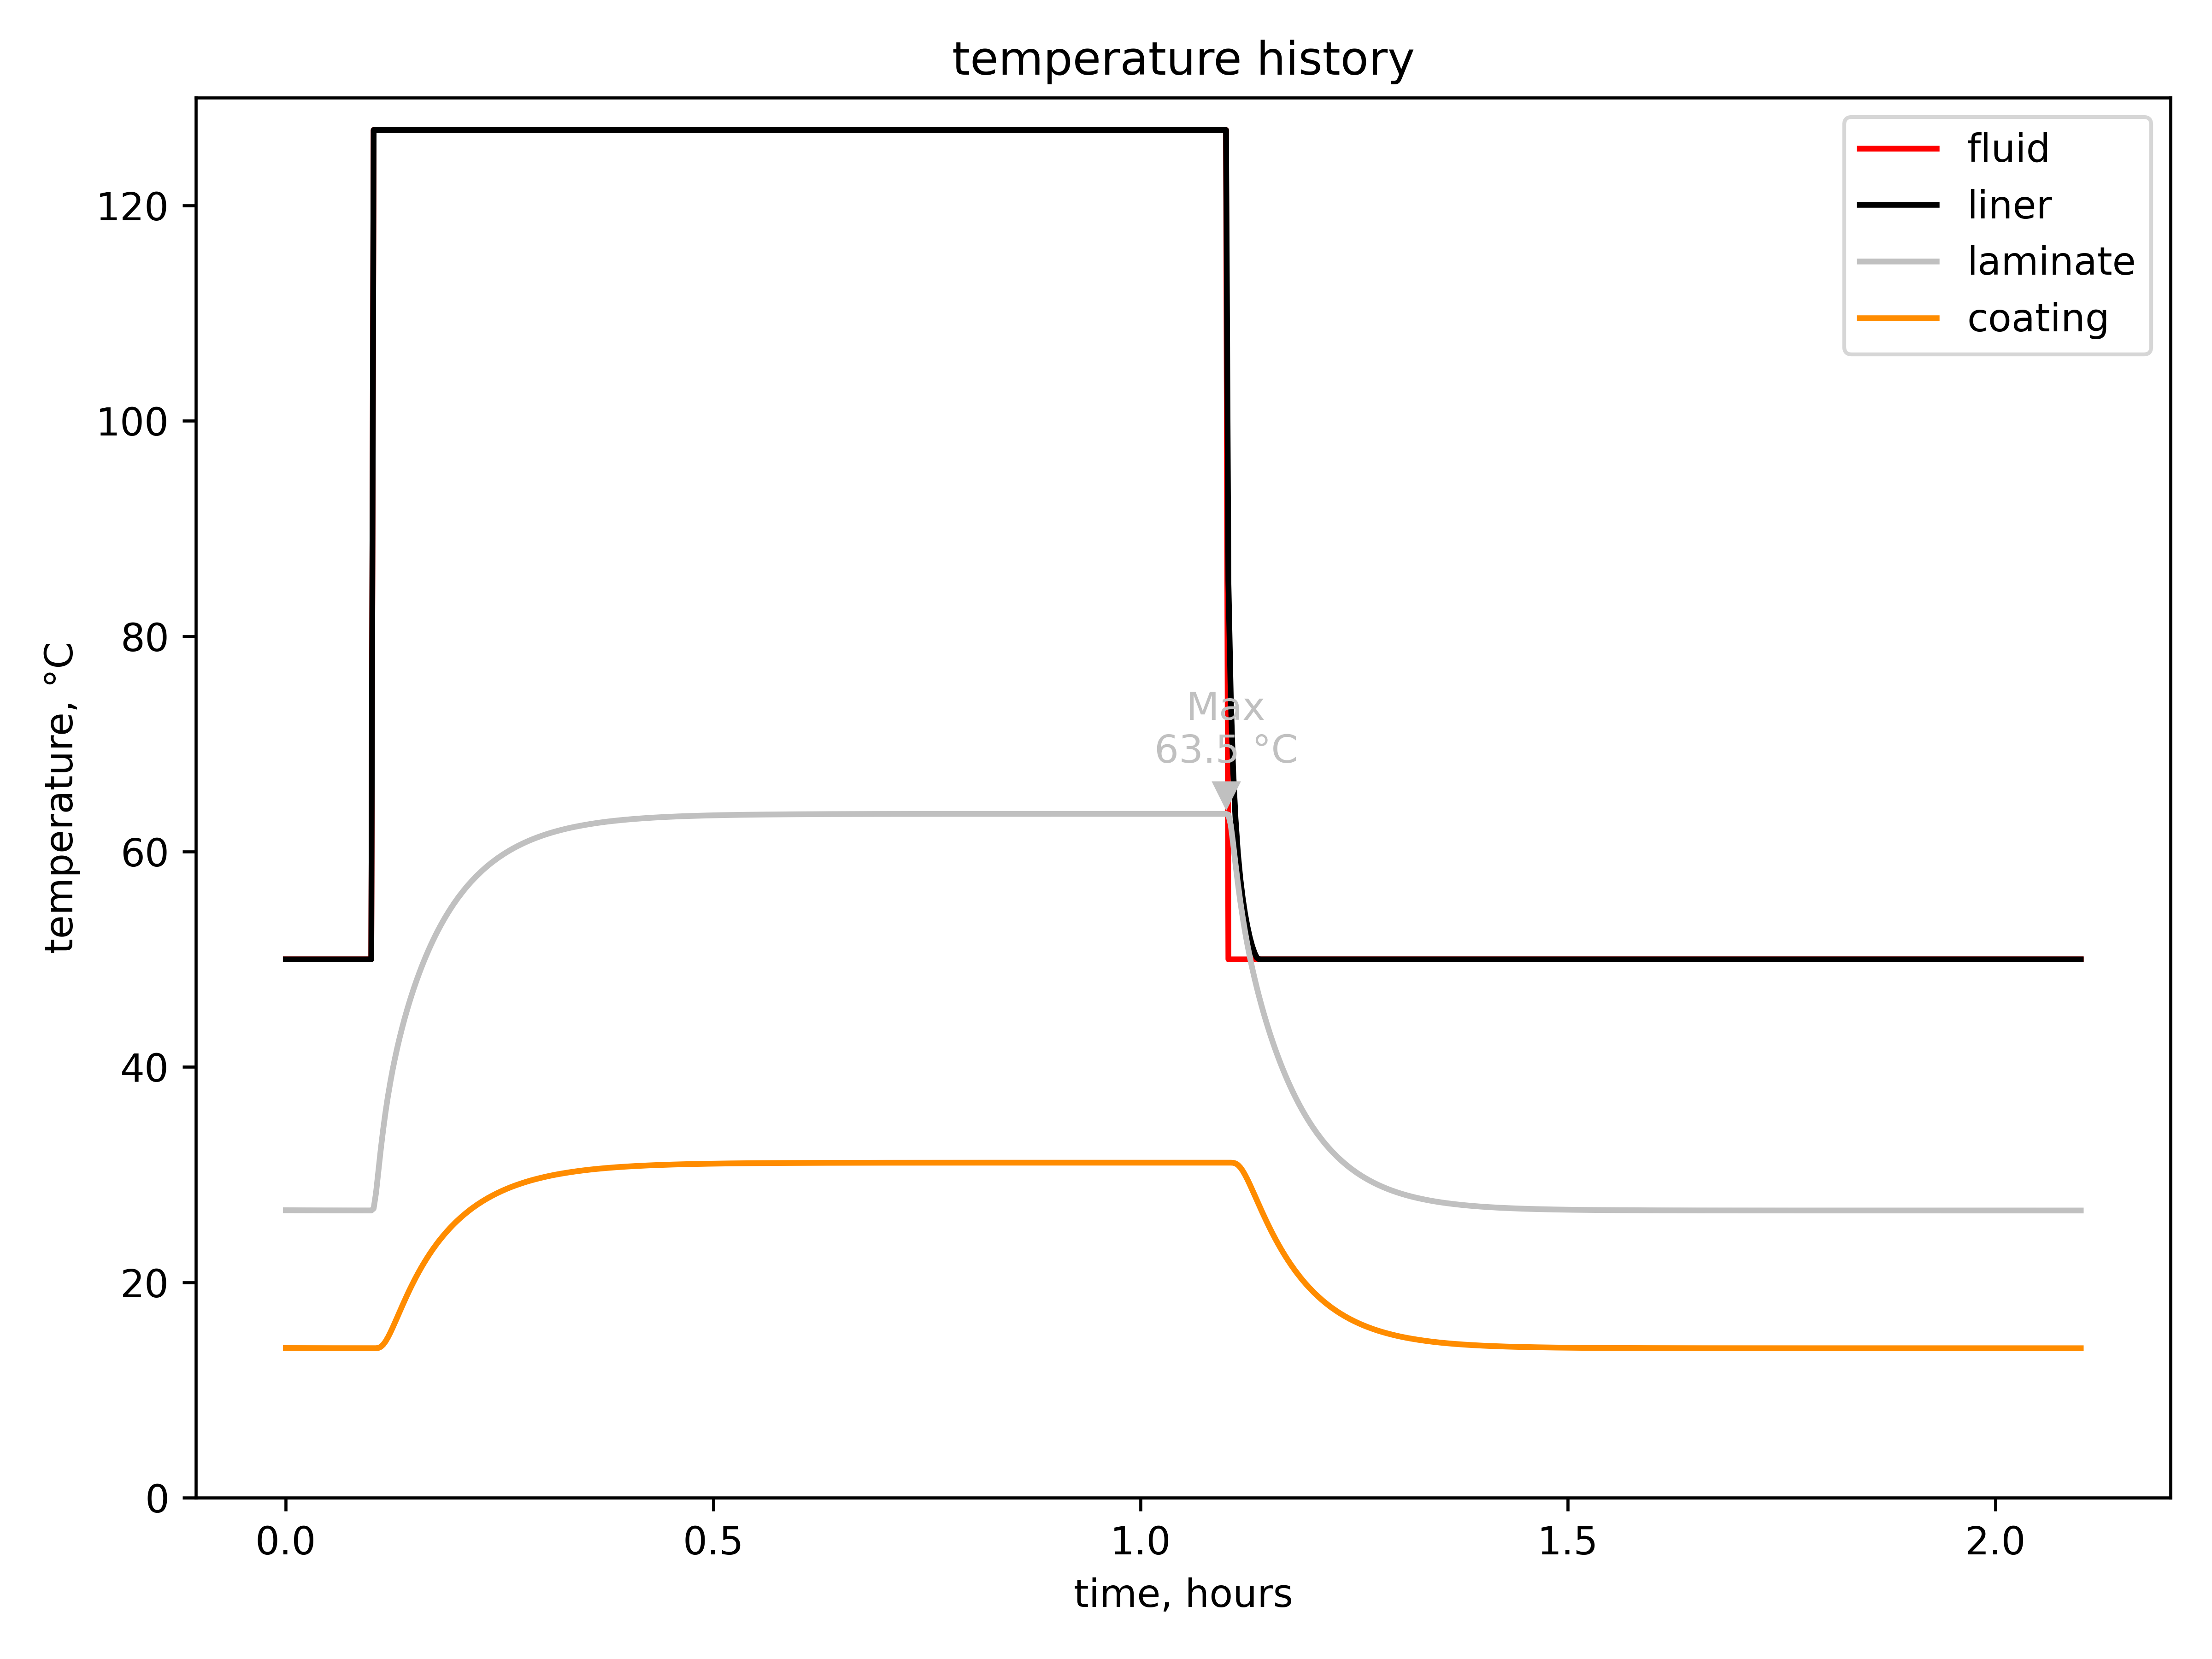 temperature history
fluid
liner
laminate
coating
120
100
80
60
40
20
0
temperature, °C
Max
63.5 °C
0.0
0.5
1.0
1.5
2.0
time, hours